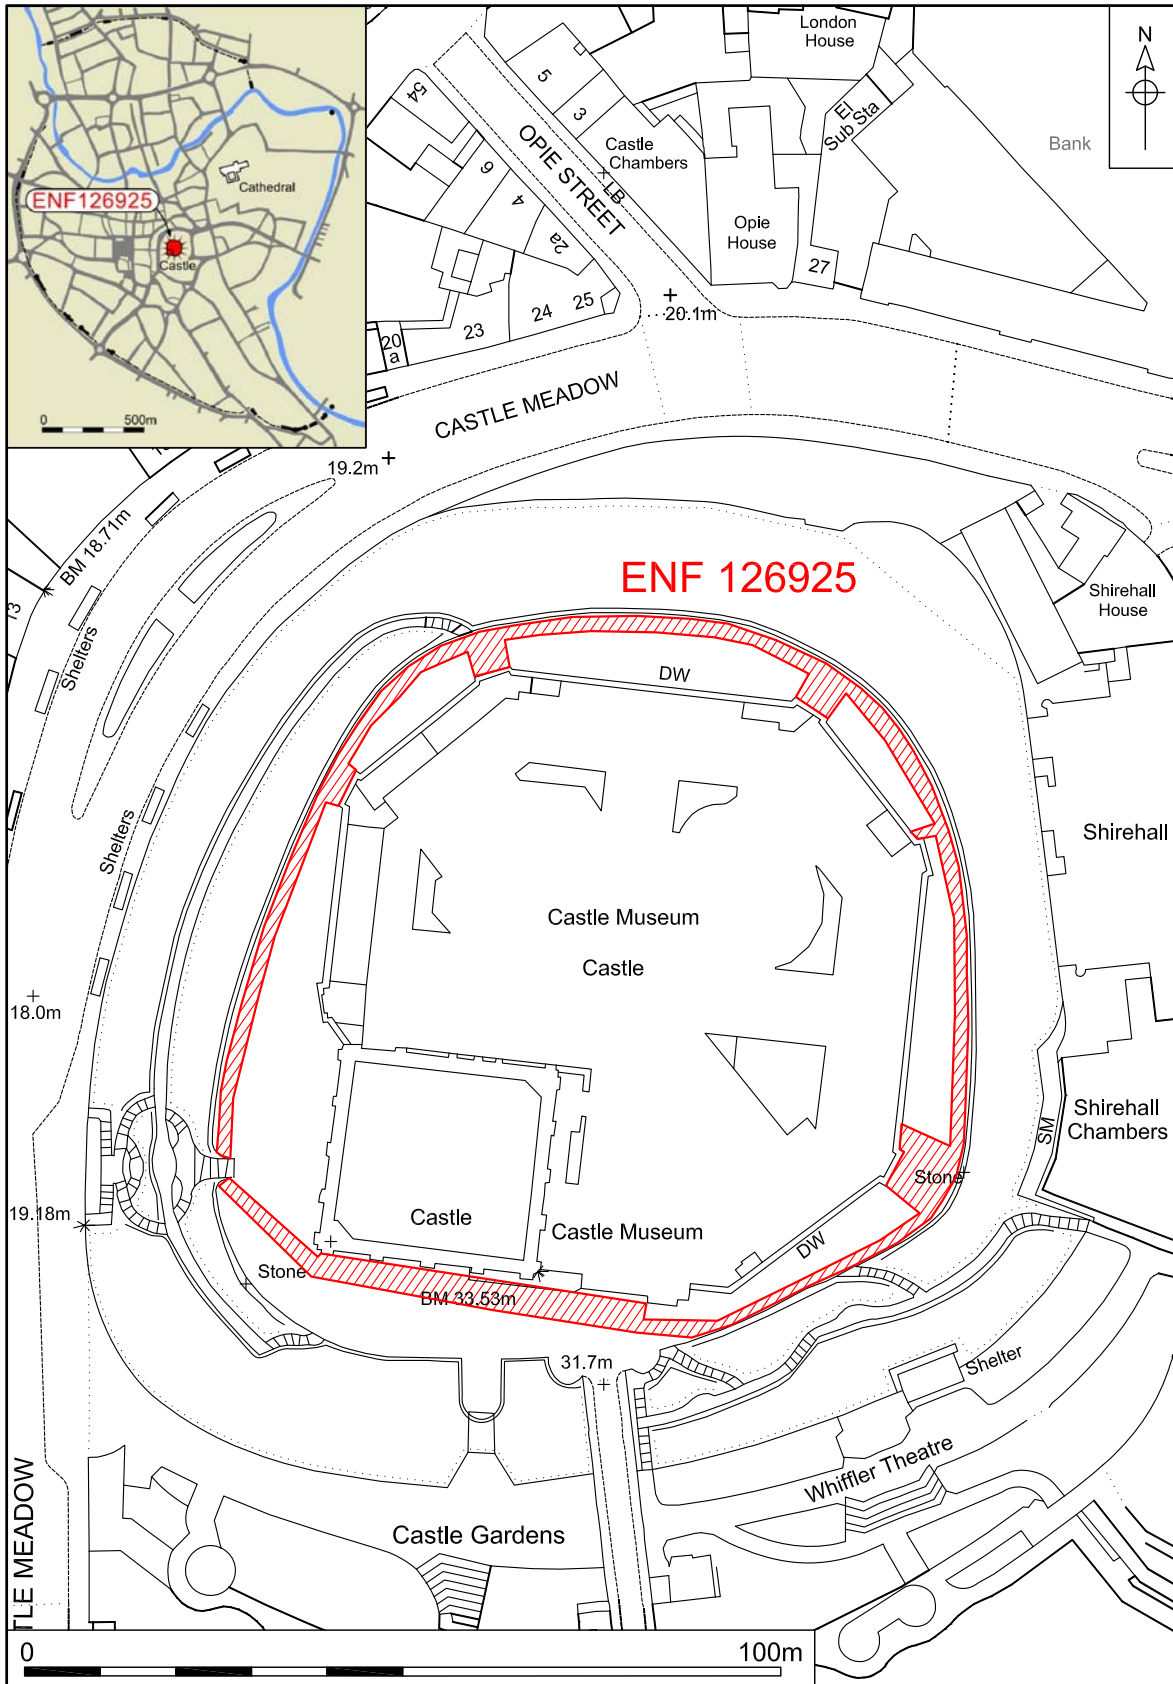 London
House
N
El
Sub Sta
Bank
5
3
54
OPIE STREET
Castle
Chambers
LB
6
4
2a
Opie
House
27
Cathedral
ENF126925
Castle
0
500m
25
24
23
20
a
20.1m
CASTLE MEADOW
19.2m
BM 18.71m
13
Shelters
ENF 126925
Shirehall
House
DW
Shelters
Shirehall
Castle Museum
Castle
18.0m
Shirehall
Chambers
SM
Stone
19.18m
Castle
Castle Museum
DW
Stone
BM 33.53m
31.7m
Shelter
Whiffler Theatre
TLE MEADOW
Castle Gardens
0
100m